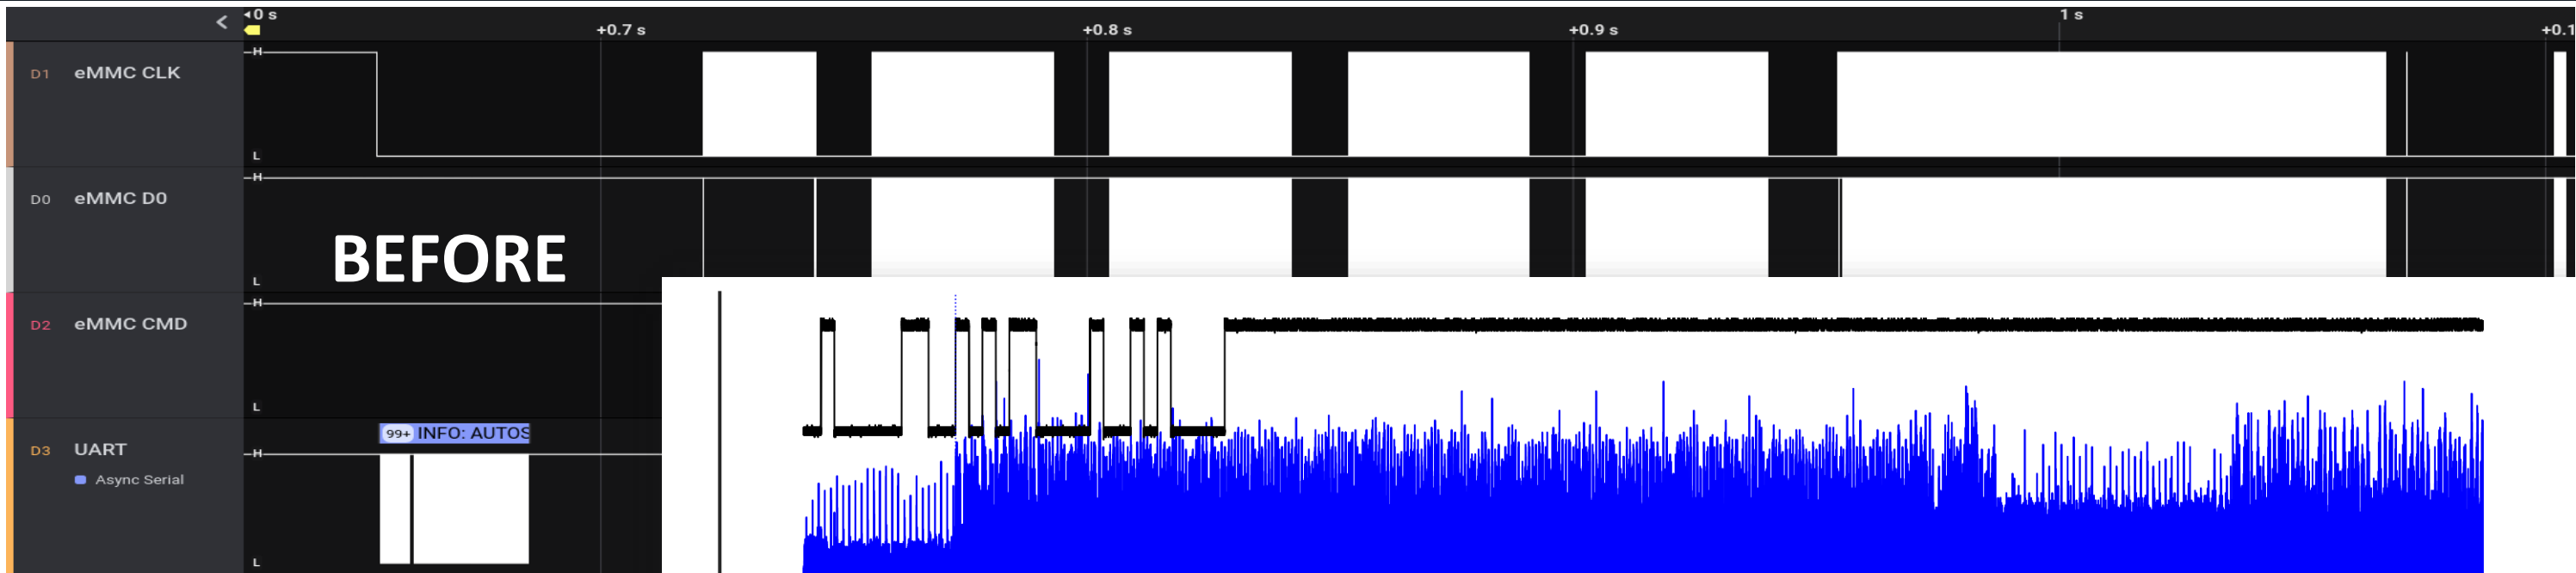 <
0 s
+0.7 s
+0.8 s
+0.9 s
1 s
+0.1
D1 eMMC CLK
H
L
D0 eMMC D0
H
L
BEFORE
D2 eMMC CMD
H
L
D3 UART
Async Serial
99+ INFO: AUTOS
H
L